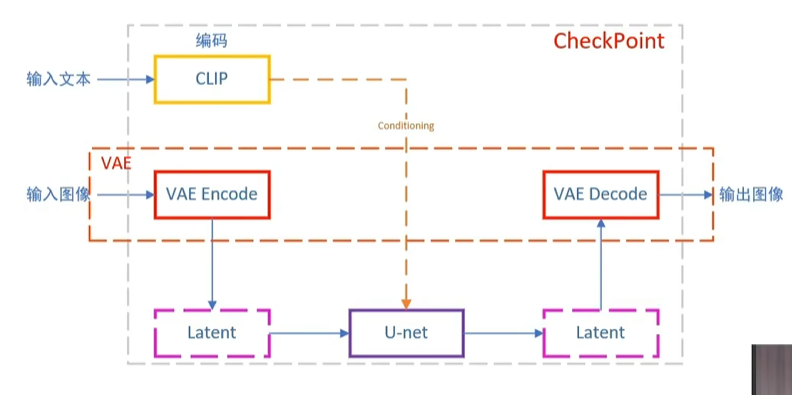 编码
CheckPoint
输入文本
CLIP
Conditioning
VAE
输入图像
VAE Encode
VAE Decode
输出图像
Latent
U-net
Latent